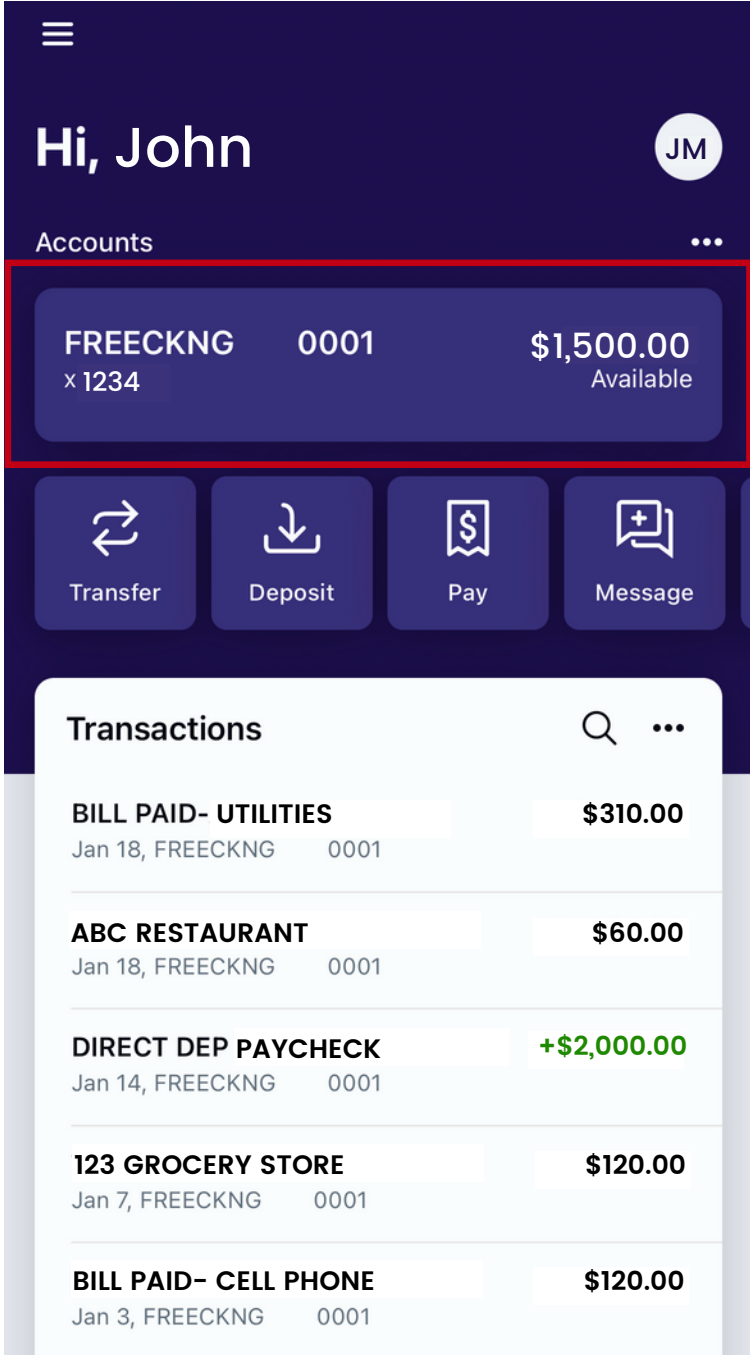 Hi, John
JM
Accounts
FREECKNG 0001 $1,500.00
x 1234 Available
Transfer Deposit Pay Message
Transactions
BILL PAID- UTILITIES $310.00
Jan 18, FREECKNG 0001
ABC RESTAURANT $60.00
Jan 18, FREECKNG 0001
DIRECT DEP PAYCHECK +$2,000.00
Jan 14, FREECKNG 0001
123 GROCERY STORE $120.00
Jan 7, FREECKNG 0001
BILL PAID- CELL PHONE $120.00
Jan 3, FREECKNG 0001